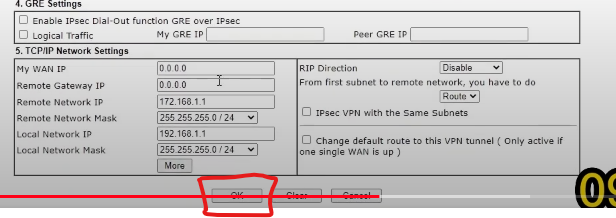 4. GRE Settings
Enable IPsec Dial-Out function GRE over IPsec
Logical Traffic My GRE IP Peer GRE IP
5. TCP/IP Network Settings
My WAN IP 0.0.0.0
Remote Gateway IP 0.0.0.0
Remote Network IP 172.168.1.1
Remote Network Mask 255.255.255.0 / 24
Local Network IP 192.168.1.1
Local Network Mask 255.255.255.0 / 24
More
RIP Direction Disable
From first subnet to remote network, you have to do
Route
IPsec VPN with the Same Subnets
Change default route to this VPN tunnel ( Only active if
one single WAN is up )
OK Clear Cancel
09